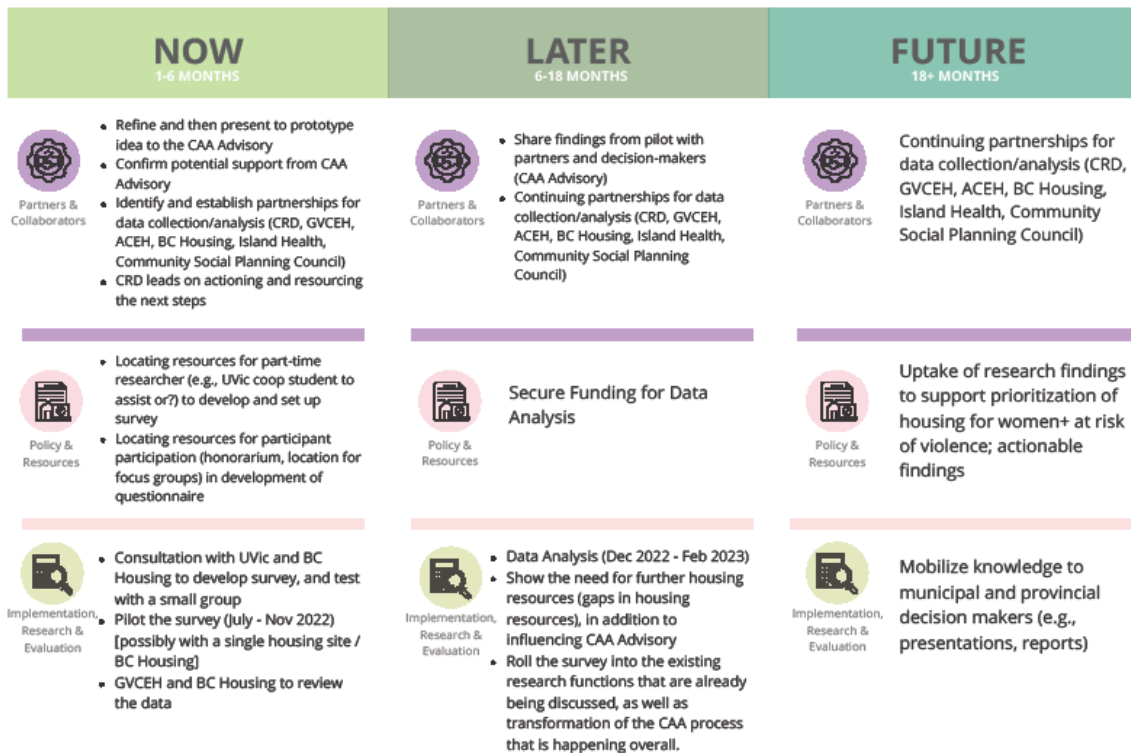 NOW
1-6 MONTHS
LATER
6-18 MONTHS
FUTURE
18+ MONTHS
Partners &
Collaborators
• Refine and then present to prototype
idea to the CAA Advisory
• Confirm potential support from CAA
Advisory
• Identify and establish partnerships for
data collection/analysis (CRD, GVCEH,
ACEH, BC Housing, Island Health,
Community Social Planning Council)
• CRD leads on actioning and resourcing
the next steps
Partners &
Collaborators
• Share findings from pilot with
partners and decision-makers
(CAA Advisory)
• Continuing partnerships for data
collection/analysis (CRD, GVCEH,
ACEH, BC Housing, Island Health,
Community Social Planning
Council)
Partners &
Collaborators
Continuing partnerships for
data collection/analysis (CRD,
GVCEH, ACEH, BC Housing,
Island Health, Community
Social Planning Council)
Policy &
Resources
• Locating resources for part-time
researcher (e.g., UVic coop student to
assist or?) to develop and set up
survey
• Locating resources for participant
participation (honorarium, location for
focus groups) in development of
questionnaire
Policy &
Resources
Secure Funding for Data
Analysis
Policy &
Resources
Uptake of research findings
to support prioritization of
housing for women+ at risk
of violence; actionable
findings
Implementation,
Research &
Evaluation
• Consultation with UVic and BC
Housing to develop survey, and test
with a small group
• Pilot the survey (July - Nov 2022)
[possibly with a single housing site /
BC Housing]
• GVCEH and BC Housing to review
the data
Implementation,
Research &
Evaluation
• Data Analysis (Dec 2022 - Feb 2023)
• Show the need for further housing
resources (gaps in housing
resources), in addition to
influencing CAA Advisory
• Roll the survey into the existing
research functions that are already
being discussed, as well as
transformation of the CAA process
that is happening overall.
Implementation,
Research &
Evaluation
Mobilize knowledge to
municipal and provincial
decision makers (e.g.,
presentations, reports)